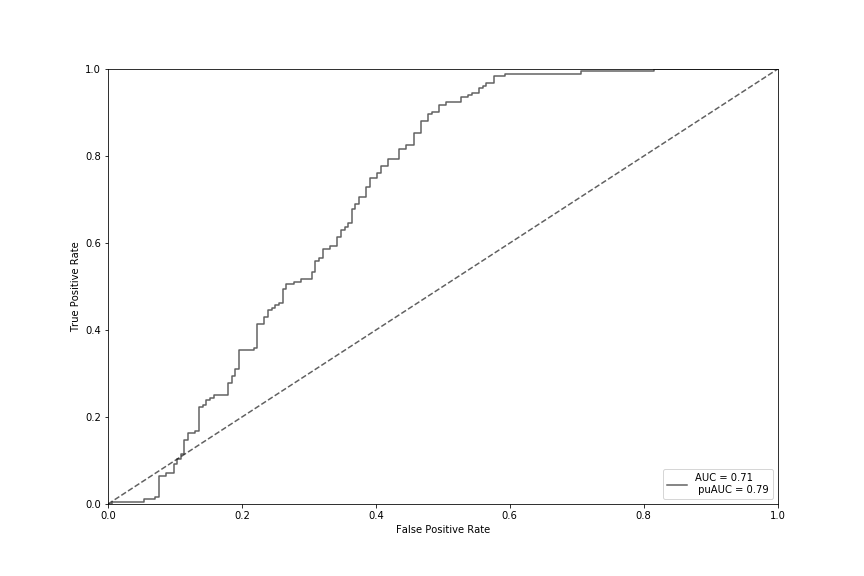 1.0
0.8
0.6
0.4
0.2
0.0
True Positive Rate
AUC = 0.71
puAUC = 0.79
0.0 0.2 0.4 0.6 0.8 1.0
False Positive Rate